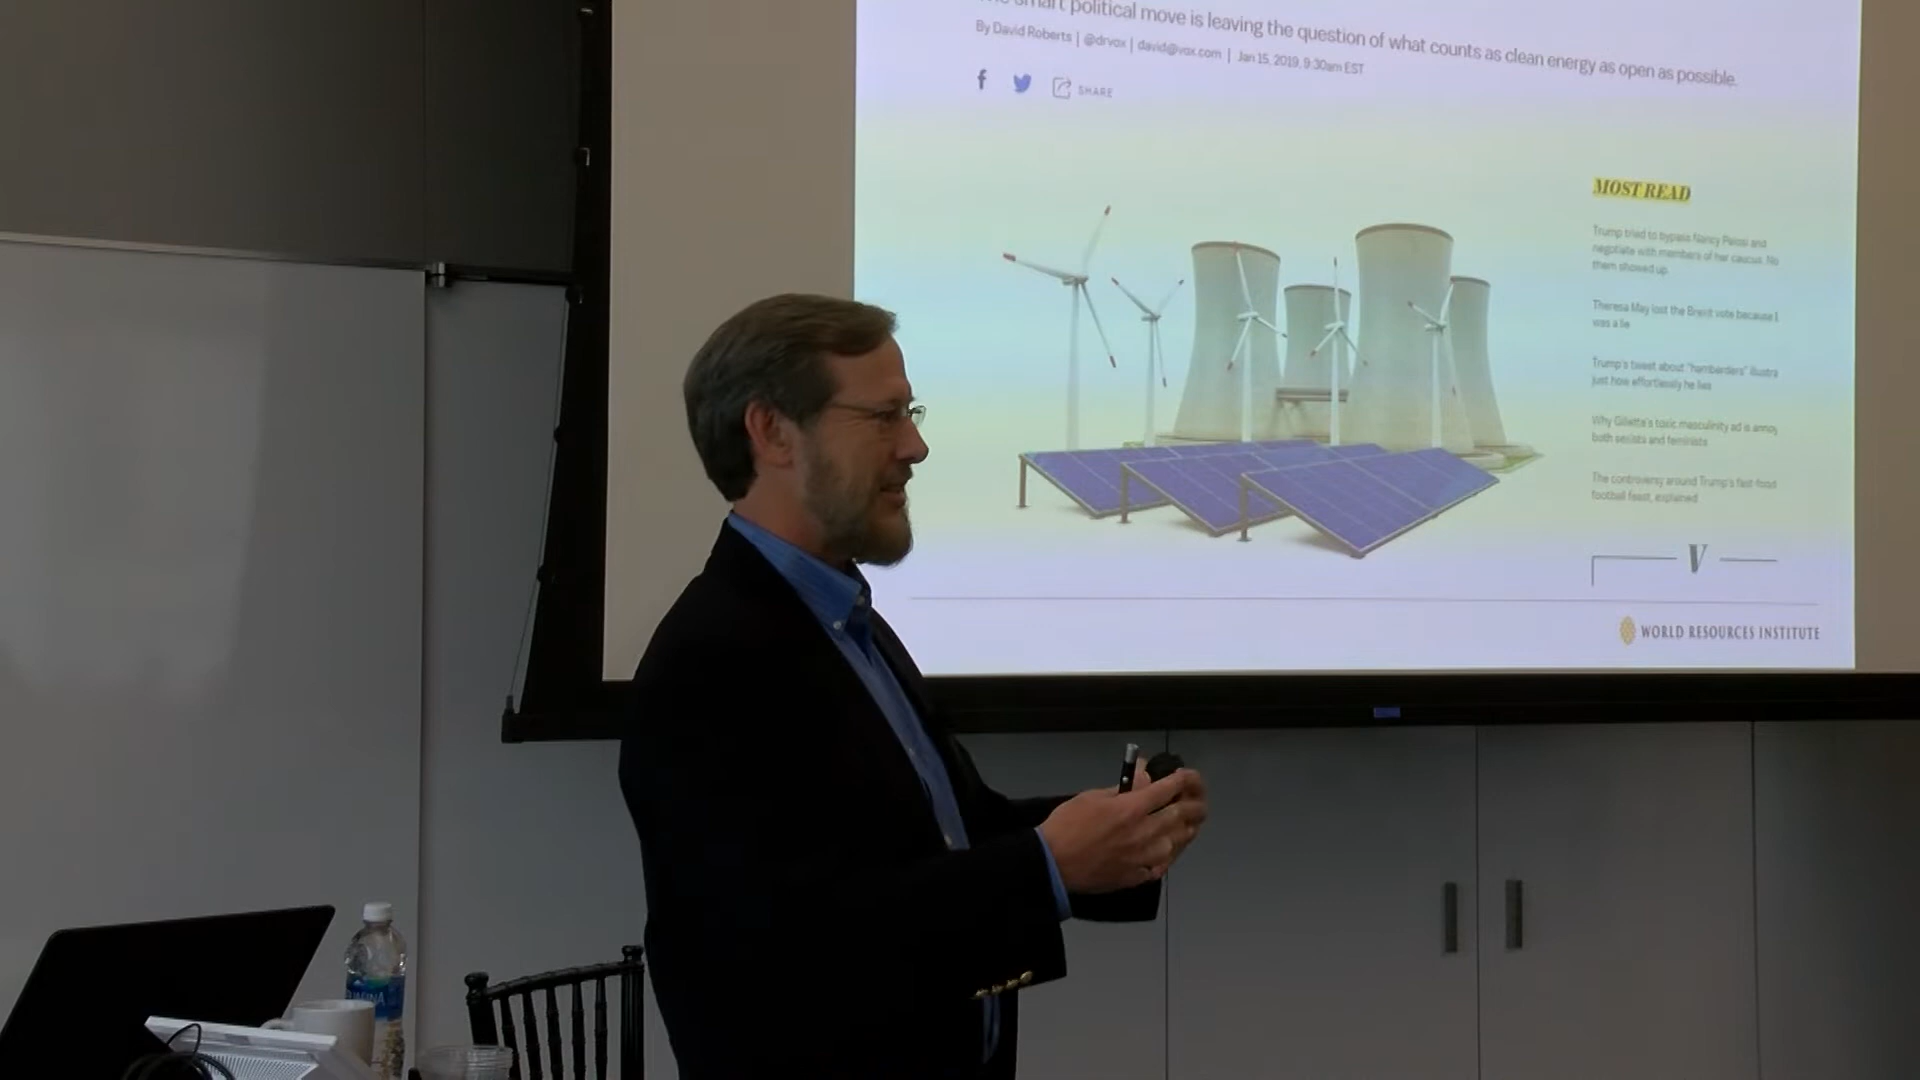 smart political move is leaving the question of what counts as clean energy as open as possible.
By David Roberts | @drvox | david@vox.com | Jan 15, 2019, 9:30am EST
f SHARE
MOST READ
Trump tried to bypass Nancy Pelosi and
negotiate with members of her caucus. No
them showed up.
Theresa May lost the Brexit vote because
was a lie
Trump's tweet about "hamberders" illustra
just how effortlessly he lies
Why Gillette's toxic masculinity ad is annoy
both sexists and feminists
The controversy around Trump's fast-food
football feast, explained
V
WORLD RESOURCES INSTITUTE